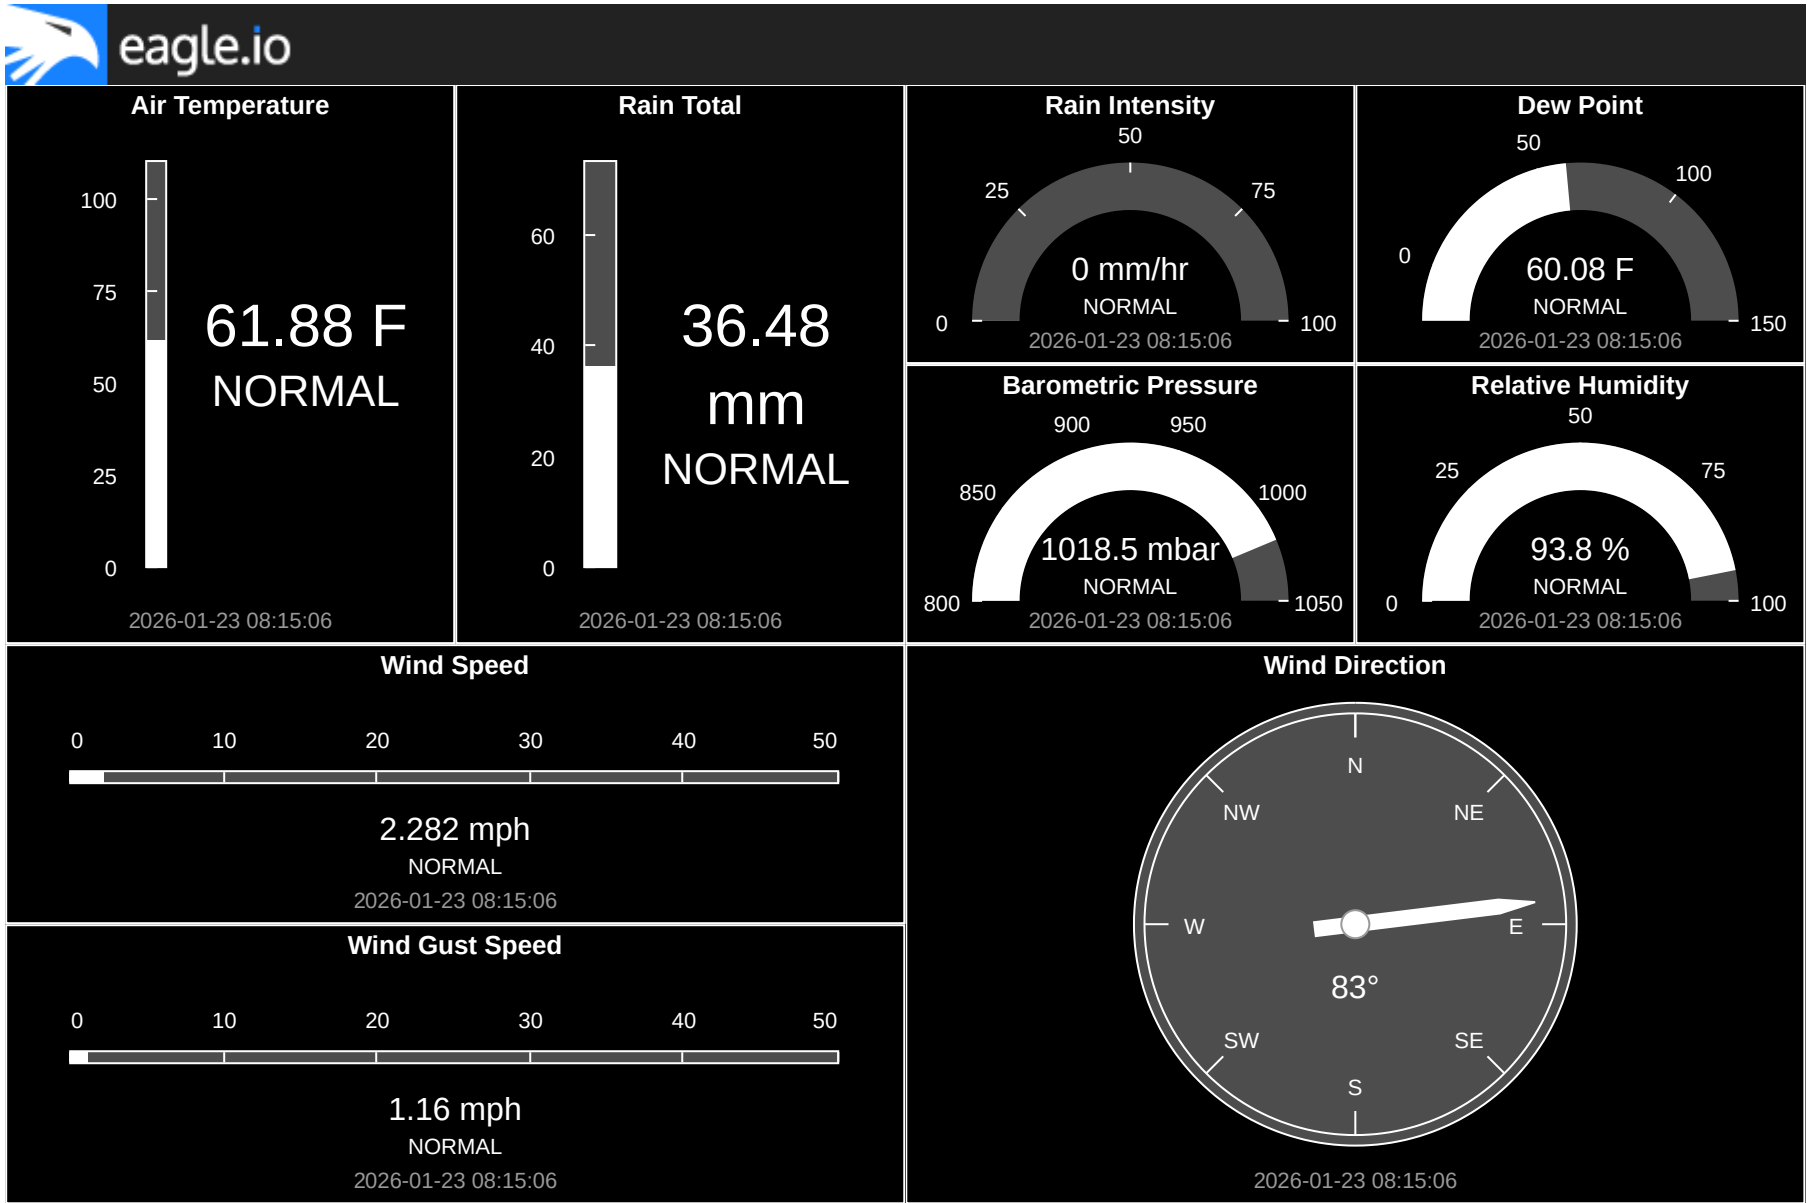 eagle.io
Air Temperature
100
75
50
25
0
61.88 F
NORMAL
2026-01-23 08:15:06
Rain Total
60
40
20
0
36.48
mm
NORMAL
2026-01-23 08:15:06
Rain Intensity
0
25
50
75
100
0 mm/hr
NORMAL
2026-01-23 08:15:06
Dew Point
0
50
100
150
60.08 F
NORMAL
2026-01-23 08:15:06
Barometric Pressure
800
850
900
950
1000
1050
1018.5 mbar
NORMAL
2026-01-23 08:15:06
Relative Humidity
0
25
50
75
100
93.8 %
NORMAL
2026-01-23 08:15:06
Wind Speed
0 10 20 30 40 50
2.282 mph
NORMAL
2026-01-23 08:15:06
Wind Gust Speed
0 10 20 30 40 50
1.16 mph
NORMAL
2026-01-23 08:15:06
Wind Direction
N
NW NE
W E
83°
SW SE
S
2026-01-23 08:15:06